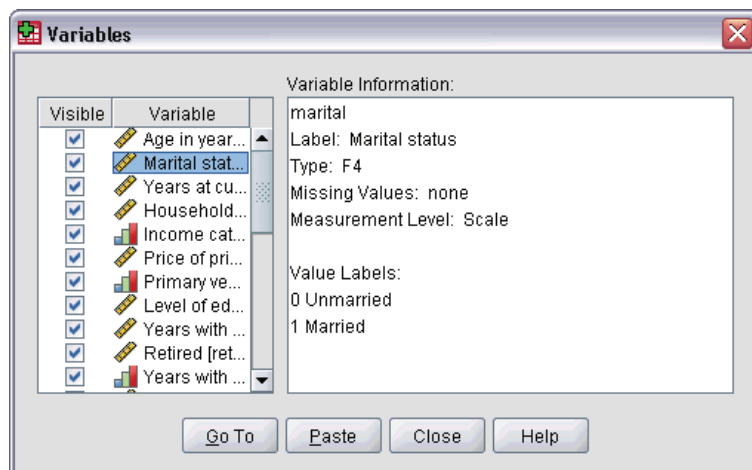 Variables
Visible Variable
Age in year...
Marital stat...
Years at cu...
Household...
Income cat...
Price of pri...
Primary ve...
Level of ed...
Years with ...
Retired [ret...
Years with ...
Variable Information:
marital
Label: Marital status
Type: F4
Missing Values: none
Measurement Level: Scale
Value Labels:
0 Unmarried
1 Married
Go To Paste Close Help